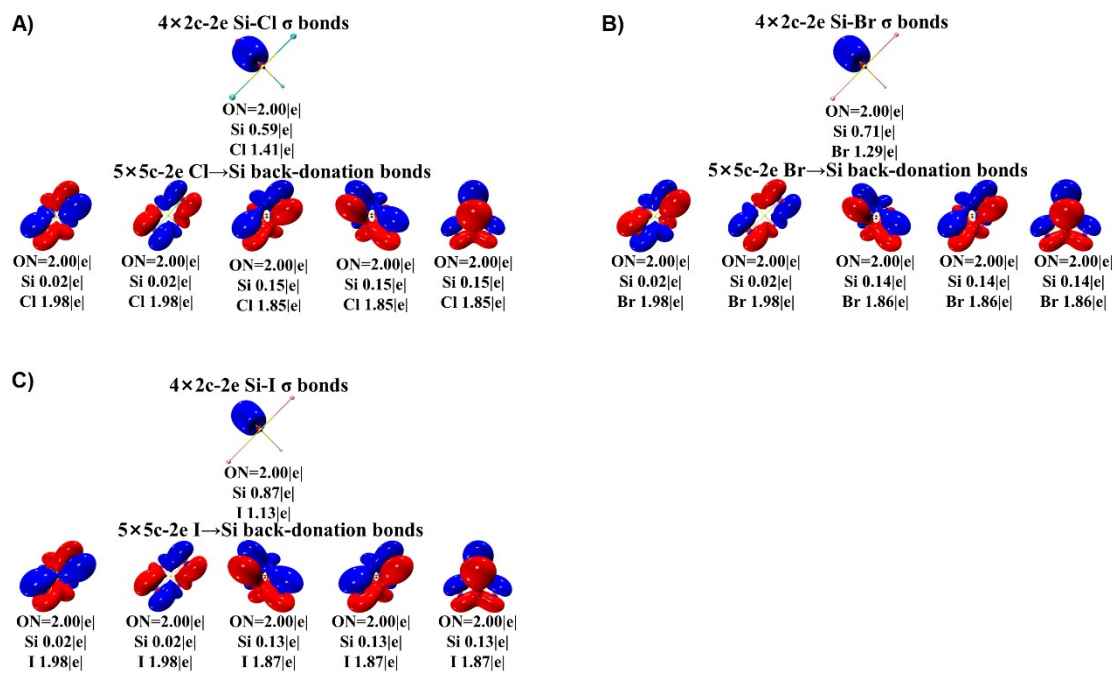 A)
4×2c-2e Si-Cl σ bonds
ON=2.00|e|
Si 0.59|e|
Cl 1.41|e|
5×5c-2e Cl→Si back-donation bonds
ON=2.00|e| ON=2.00|e| ON=2.00|e| ON=2.00|e| ON=2.00|e|
Si 0.02|e| Si 0.02|e| Si 0.15|e| Si 0.15|e| Si 0.15|e|
Cl 1.98|e| Cl 1.98|e| Cl 1.85|e| Cl 1.85|e| Cl 1.85|e|
B)
4×2c-2e Si-Br σ bonds
ON=2.00|e|
Si 0.71|e|
Br 1.29|e|
5×5c-2e Br→Si back-donation bonds
ON=2.00|e| ON=2.00|e| ON=2.00|e| ON=2.00|e| ON=2.00|e|
Si 0.02|e| Si 0.02|e| Si 0.14|e| Si 0.14|e| Si 0.14|e|
Br 1.98|e| Br 1.98|e| Br 1.86|e| Br 1.86|e| Br 1.86|e|
C)
4×2c-2e Si-I σ bonds
ON=2.00|e|
Si 0.87|e|
I 1.13|e|
5×5c-2e I→Si back-donation bonds
ON=2.00|e| ON=2.00|e| ON=2.00|e| ON=2.00|e| ON=2.00|e|
Si 0.02|e| Si 0.02|e| Si 0.13|e| Si 0.13|e| Si 0.13|e|
I 1.98|e| I 1.98|e| I 1.87|e| I 1.87|e| I 1.87|e|